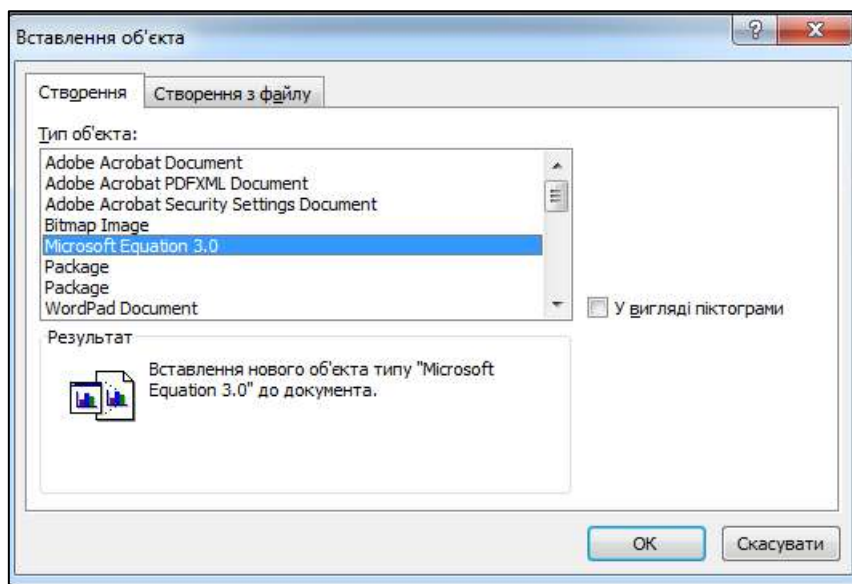 Вставлення об'єкта
Створення
Створення з файлу
Тип об'єкта:
Adobe Acrobat Document
Adobe Acrobat PDFXML Document
Adobe Acrobat Security Settings Document
Bitmap Image
Microsoft Equation 3.0
Package
Package
WordPad Document
У вигляді піктограми
Результат
Вставлення нового об'єкта типу "Microsoft
Equation 3.0" до документа.
ОК
Скасувати